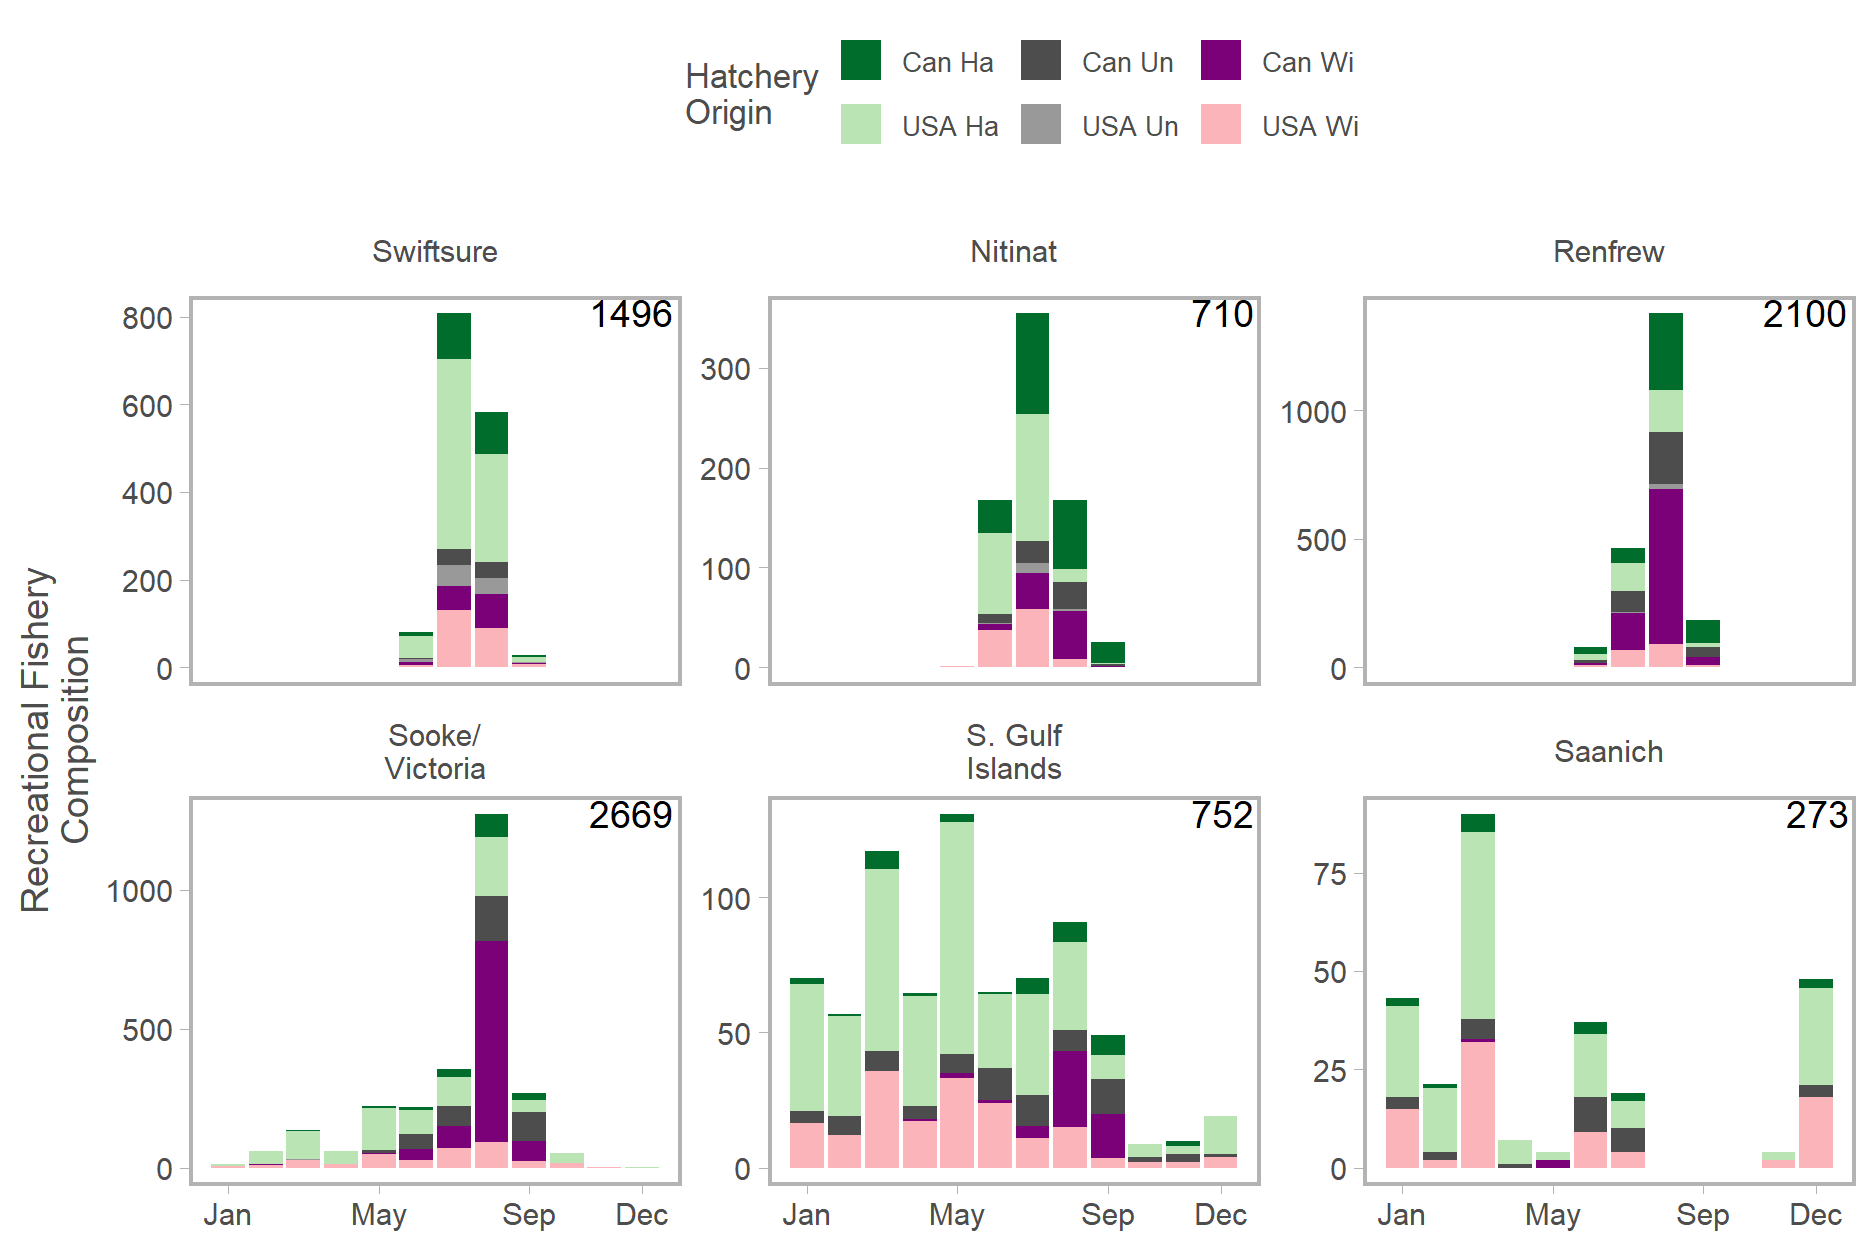 Hatchery
Origin
Can Ha
Can Un
Can Wi
USA Ha
USA Un
USA Wi
Recreational Fishery
Composition
Swiftsure
1496
800
600
400
200
0
Nitinat
710
300
200
100
0
Renfrew
2100
1000
500
0
Sooke/
Victoria
2669
1000
500
0
Jan May Sep Dec
S. Gulf
Islands
752
100
50
0
Jan May Sep Dec
Saanich
273
75
50
25
0
Jan May Sep Dec